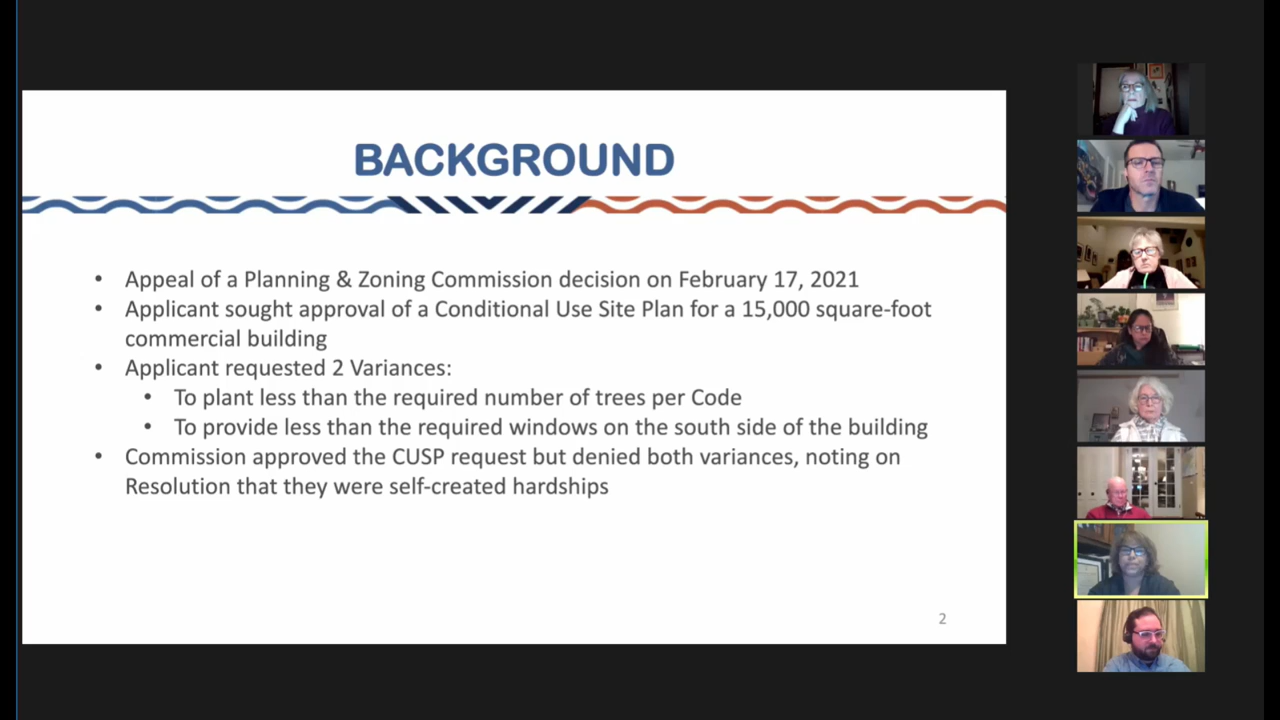 BACKGROUND
• Appeal of a Planning & Zoning Commission decision on February 17, 2021
• Applicant sought approval of a Conditional Use Site Plan for a 15,000 square-foot
commercial building
• Applicant requested 2 Variances:
• To plant less than the required number of trees per Code
• To provide less than the required windows on the south side of the building
• Commission approved the CUSP request but denied both variances, noting on
Resolution that they were self-created hardships
2